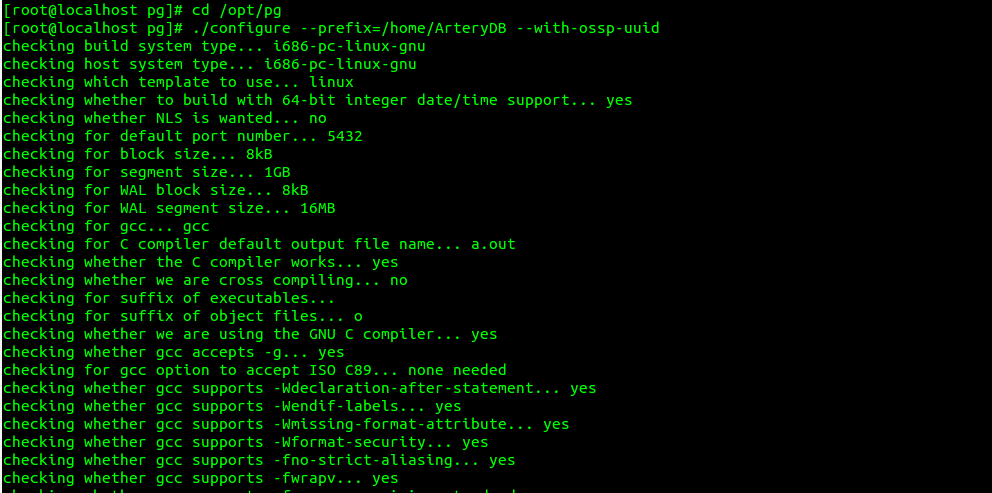 [root@localhost pg]# cd /opt/pg
[root@localhost pg]# ./configure --prefix=/home/ArteryDB --with-ossp-uuid
checking build system type... i686-pc-linux-gnu
checking host system type... i686-pc-linux-gnu
checking which template to use... linux
checking whether to build with 64-bit integer date/time support... yes
checking whether NLS is wanted... no
checking for default port number... 5432
checking for block size... 8kB
checking for segment size... 1GB
checking for WAL block size... 8kB
checking for WAL segment size... 16MB
checking for gcc... gcc
checking for C compiler default output file name... a.out
checking whether the C compiler works... yes
checking whether we are cross compiling... no
checking for suffix of executables...
checking for suffix of object files... o
checking whether we are using the GNU C compiler... yes
checking whether gcc accepts -g... yes
checking for gcc option to accept ISO C89... none needed
checking whether gcc supports -Wdeclaration-after-statement... yes
checking whether gcc supports -Wendif-labels... yes
checking whether gcc supports -Wmissing-format-attribute... yes
checking whether gcc supports -Wformat-security... yes
checking whether gcc supports -fno-strict-aliasing... yes
checking whether gcc supports -fwrapv... yes